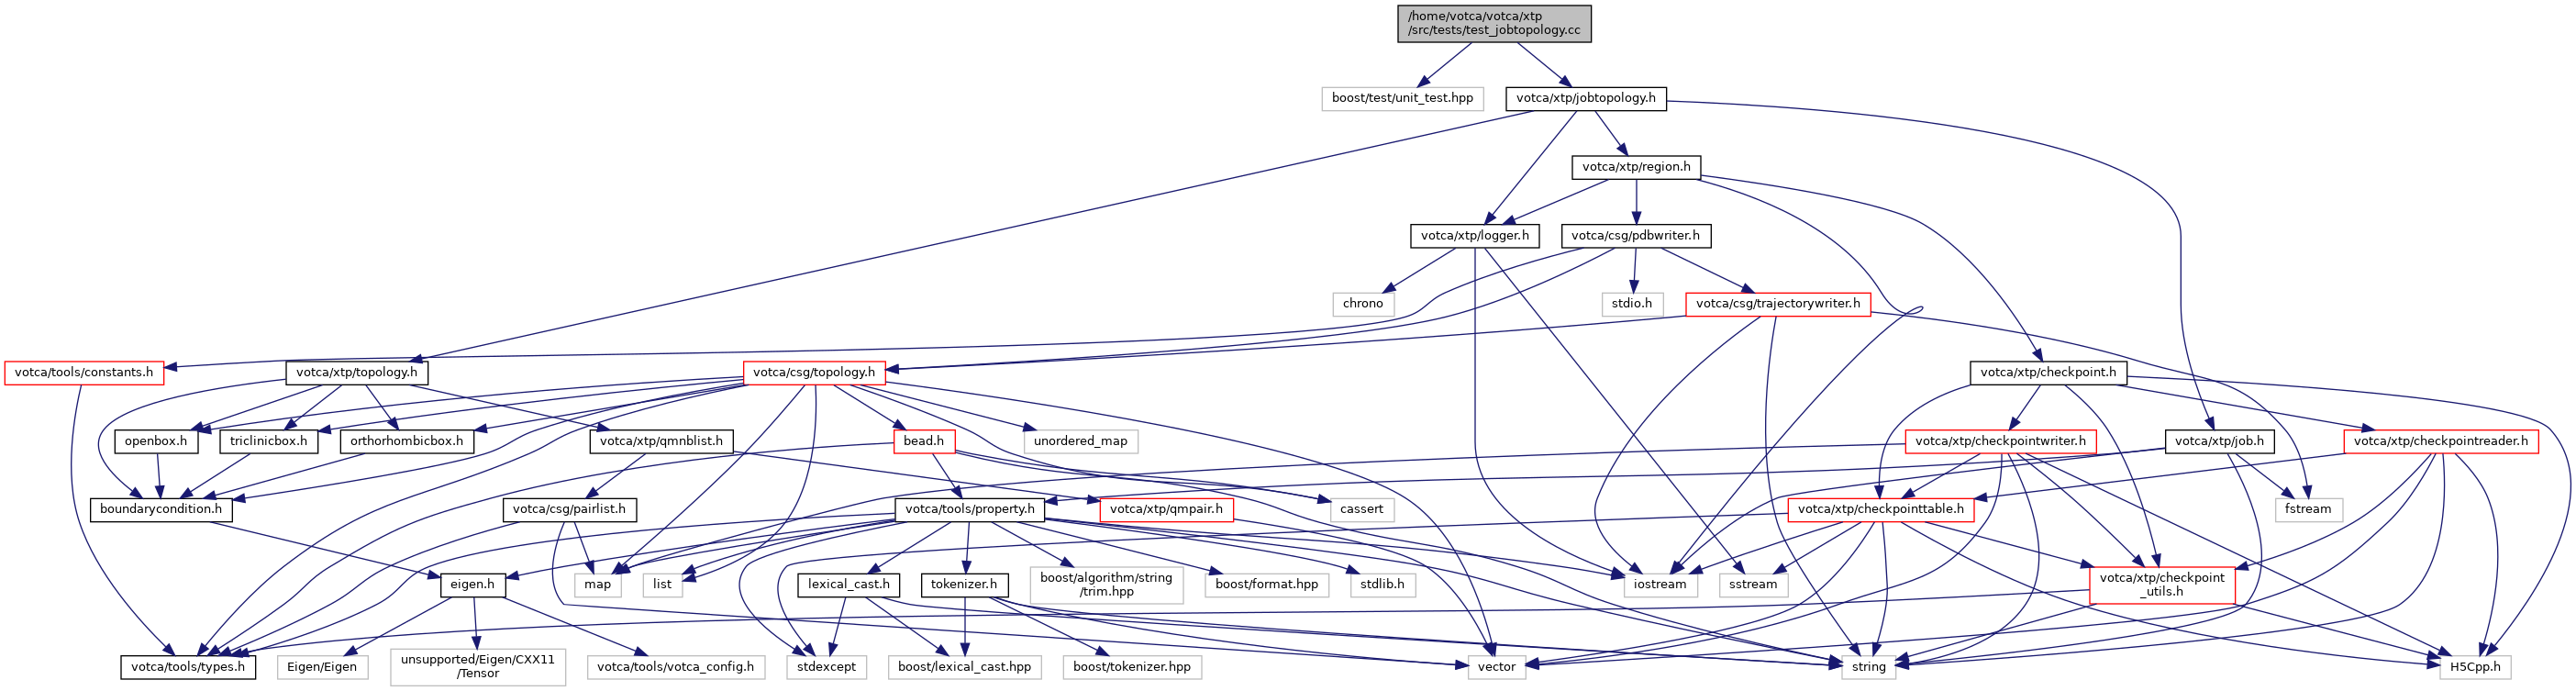 /home/votca/votca/xtp
/src/tests/test_jobtopology.cc
boost/test/unit_test.hpp
votca/xtp/jobtopology.h
votca/xtp/region.h
votca/xtp/logger.h
votca/csg/pdbwriter.h
chrono
stdio.h
votca/csg/trajectorywriter.h
votca/tools/constants.h
votca/xtp/topology.h
votca/csg/topology.h
votca/xtp/checkpoint.h
openbox.h
triclinicbox.h
orthorhombicbox.h
votca/xtp/qmnblist.h
bead.h
unordered_map
votca/xtp/checkpointwriter.h
votca/xtp/job.h
votca/xtp/checkpointreader.h
boundarycondition.h
votca/csg/pairlist.h
votca/tools/property.h
votca/xtp/qmpair.h
cassert
votca/xtp/checkpointtable.h
fstream
eigen.h
map
list
lexical_cast.h
tokenizer.h
boost/algorithm/string
/trim.hpp
boost/format.hpp
stdlib.h
iostream
sstream
votca/xtp/checkpoint
_utils.h
votca/tools/types.h
Eigen/Eigen
unsupported/Eigen/CXX11
/Tensor
votca/tools/votca_config.h
stdexcept
boost/lexical_cast.hpp
boost/tokenizer.hpp
vector
string
H5Cpp.h